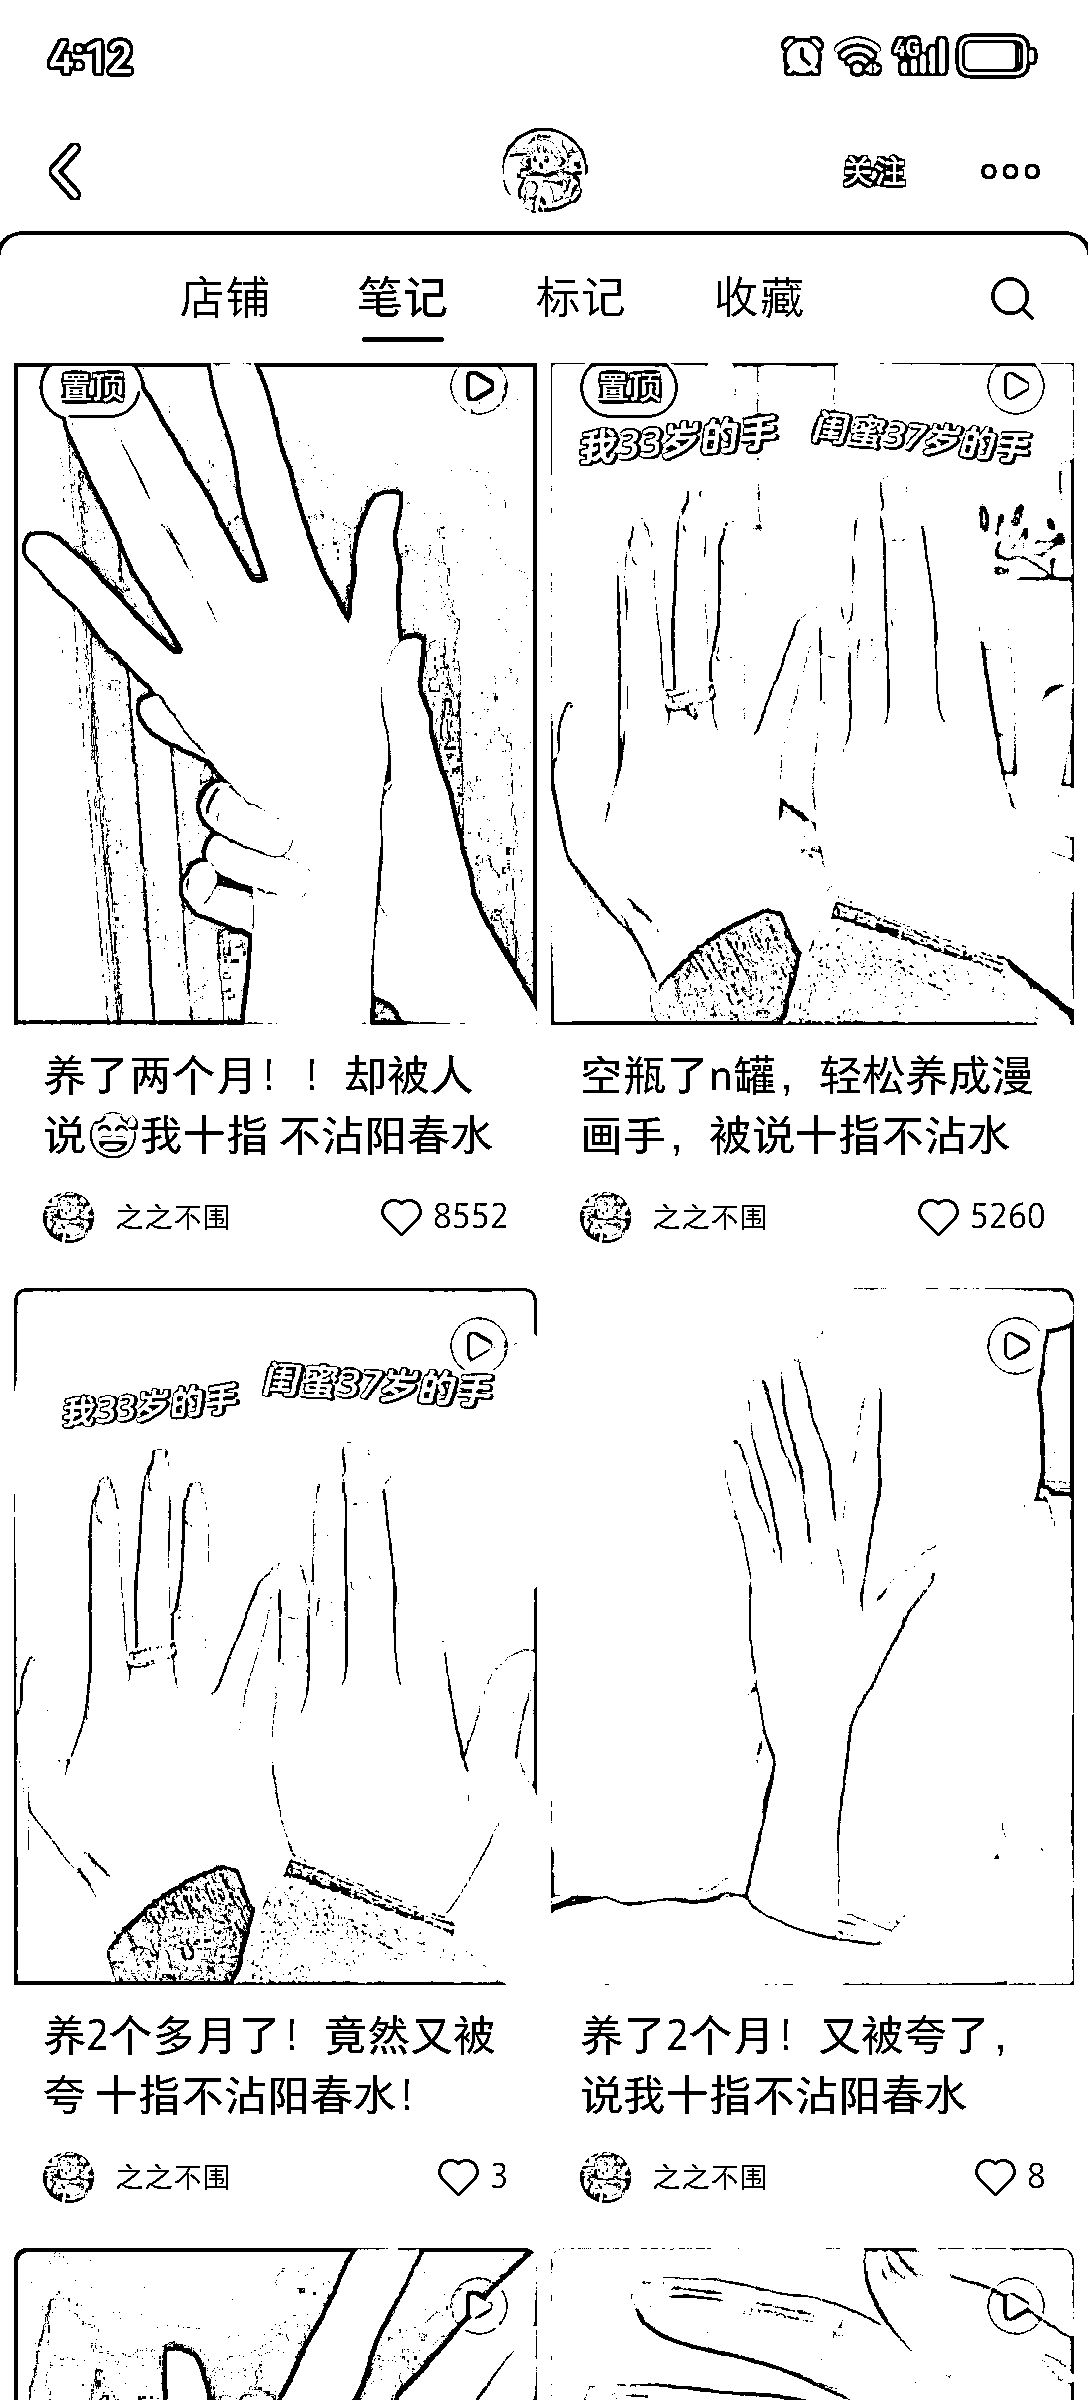 4:12
4G
关注
店铺 笔记 标记 收藏
置顶
置顶
我33岁的手 闺蜜37岁的手
养了两个月！！却被人
说😅我十指 不沾阳春水
之之不围 8552
空瓶了n罐，轻松养成漫
画手，被说十指不沾水
之之不围 5260
我33岁的手 闺蜜37岁的手
养2个多月了！竟然又被
夸 十指不沾阳春水！
之之不围 3
养了2个月！又被夸了，
说我十指不沾阳春水
之之不围 8